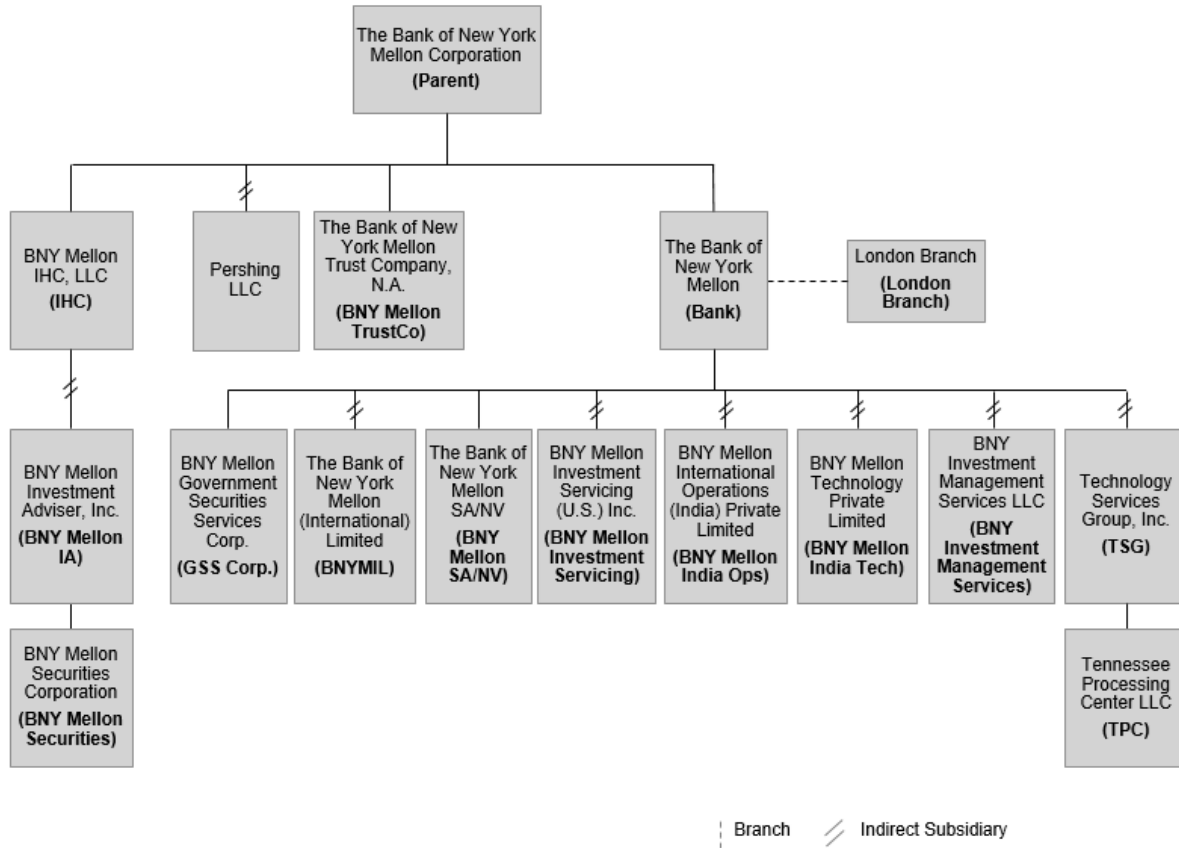 The Bank of New York
Mellon Corporation
(Parent)
BNY Mellon
IHC, LLC
(IHC)
Pershing
LLC
The Bank of New
York Mellon
Trust Company,
N.A.
(BNY Mellon
TrustCo)
The Bank of
New York
Mellon
(Bank)
London Branch
(London
Branch)
BNY Mellon
Investment
Adviser, Inc.
(BNY Mellon
IA)
BNY Mellon
Government
Securities
Services
Corp.
(GSS Corp.)
The Bank of
New York
Mellon
(International)
Limited
(BNYMIL)
The Bank of
New York
Mellon
SA/NV
(BNY
Mellon
SA/NV)
BNY Mellon
Investment
Servicing
(U.S.) Inc.
(BNY Mellon
Investment
Servicing)
BNY Mellon
International
Operations
(India) Private
Limited
(BNY Mellon
India Ops)
BNY Mellon
Technology
Private
Limited
(BNY Mellon
India Tech)
BNY
Investment
Management
Services LLC
(BNY
Investment
Management
Services)
Technology
Services
Group, Inc.
(TSG)
BNY Mellon
Securities
Corporation
(BNY Mellon
Securities)
Tennessee
Processing
Center LLC
(TPC)
Branch
Indirect Subsidiary